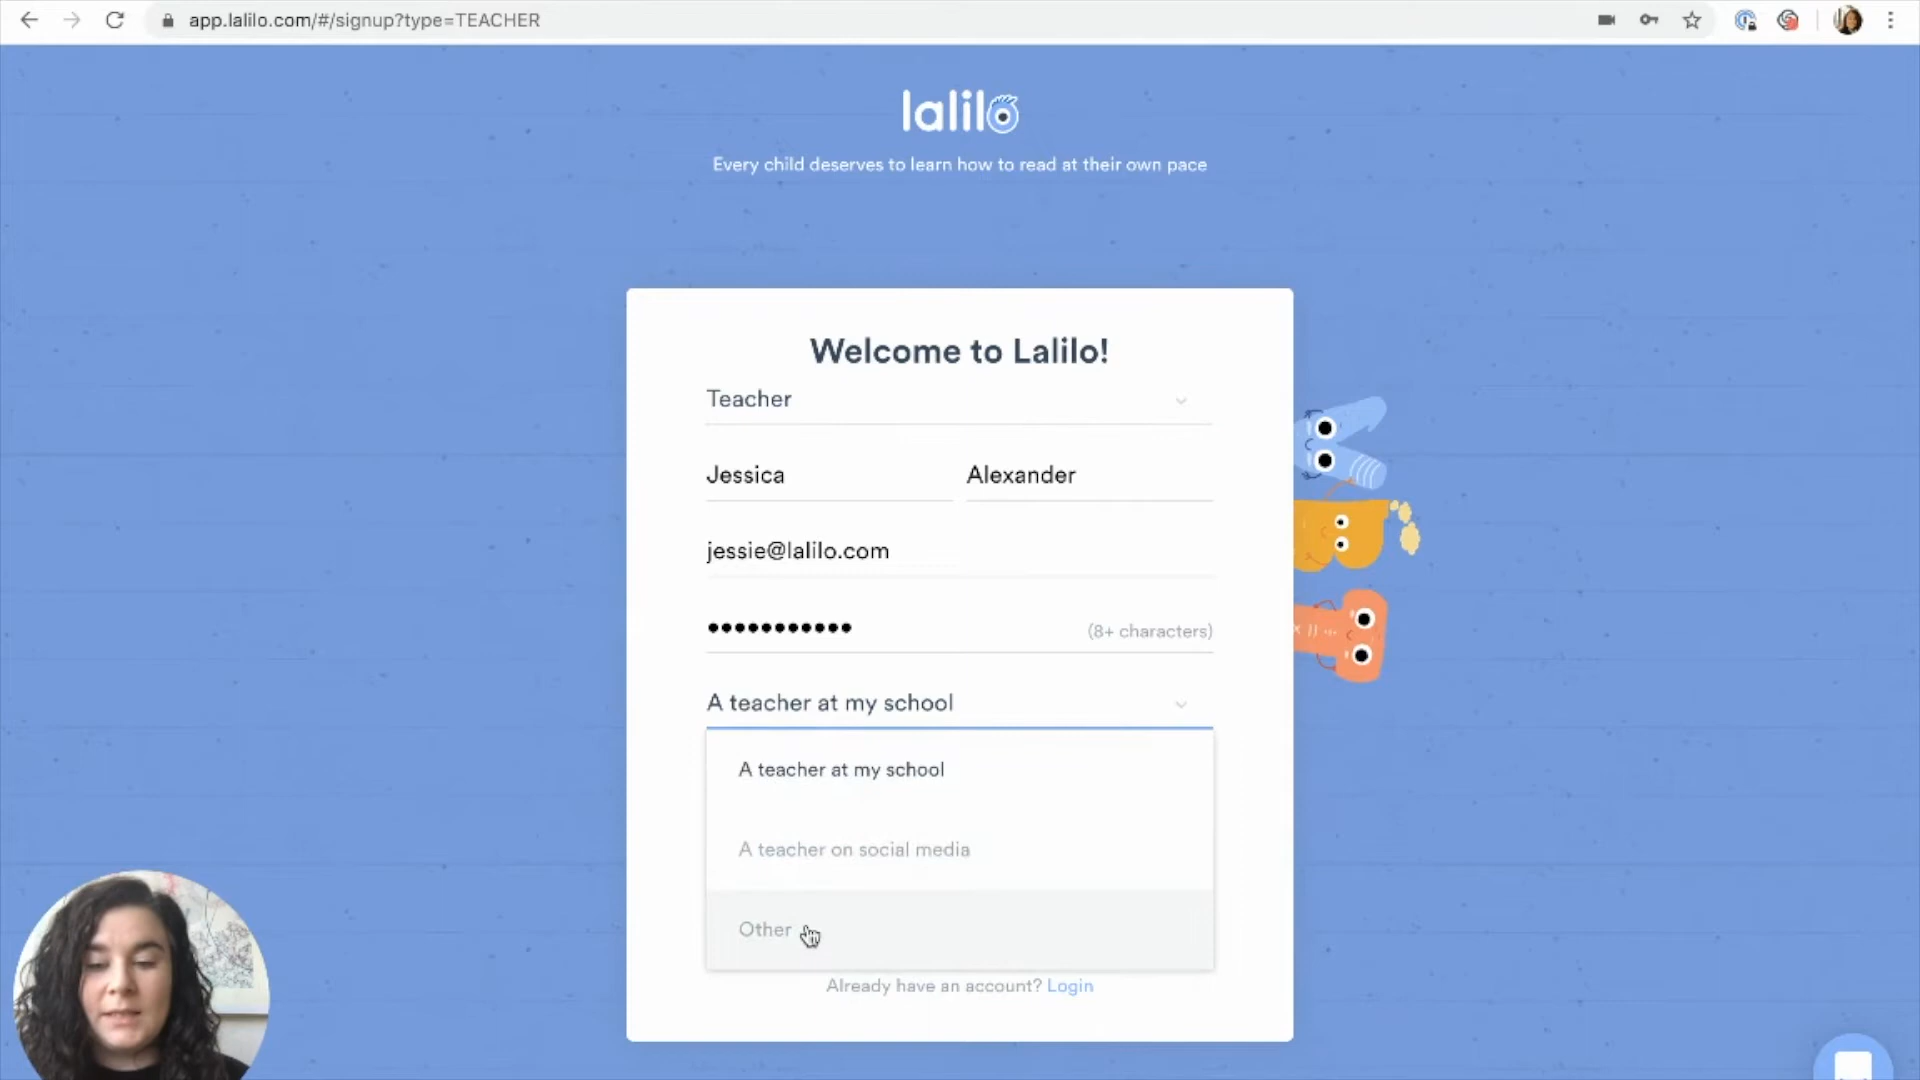 app.lalilo.com/#/signup?type=TEACHER
lalilo
Every child deserves to learn how to read at their own pace
Welcome to Lalilo!
Teacher
Jessica Alexander
jessie@lalilo.com
(8+ characters)
A teacher at my school
A teacher at my school
A teacher on social media
Other
Already have an account? Login